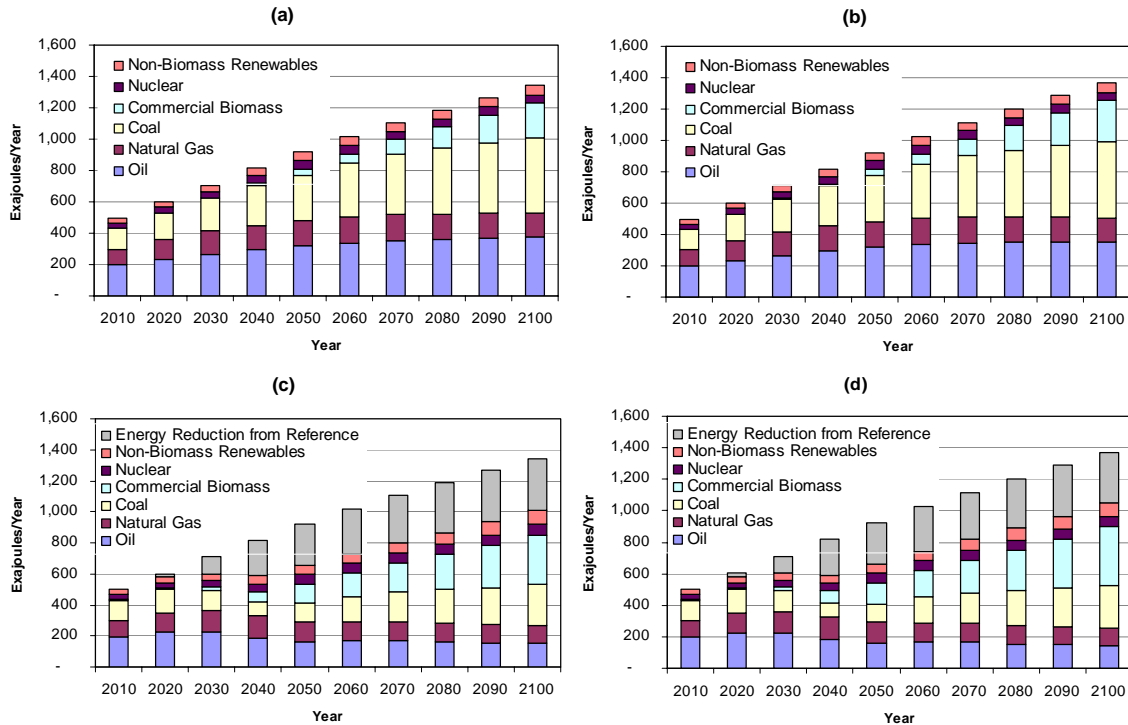 (a)
1,600
1,400
1,200
1,000
800
600
400
200
-
Exajoules/Year
Non-Biomass Renewables
Nuclear
Commercial Biomass
Coal
Natural Gas
Oil
2010 2020 2030 2040 2050 2060 2070 2080 2090 2100
Year
(b)
1,600
1,400
1,200
1,000
800
600
400
200
-
Exajoules/Year
Non-Biomass Renewables
Nuclear
Commercial Biomass
Coal
Natural Gas
Oil
2010 2020 2030 2040 2050 2060 2070 2080 2090 2100
Year
(c)
1,600
1,400
1,200
1,000
800
600
400
200
-
Exajoules/Year
Energy Reduction from Reference
Non-Biomass Renewables
Nuclear
Commercial Biomass
Coal
Natural Gas
Oil
2010 2020 2030 2040 2050 2060 2070 2080 2090 2100
Year
(d)
1,600
1,400
1,200
1,000
800
600
400
200
-
Exajoules/Year
Energy Reduction from Reference
Non-Biomass Renewables
Nuclear
Commercial Biomass
Coal
Natural Gas
Oil
2010 2020 2030 2040 2050 2060 2070 2080 2090 2100
Year